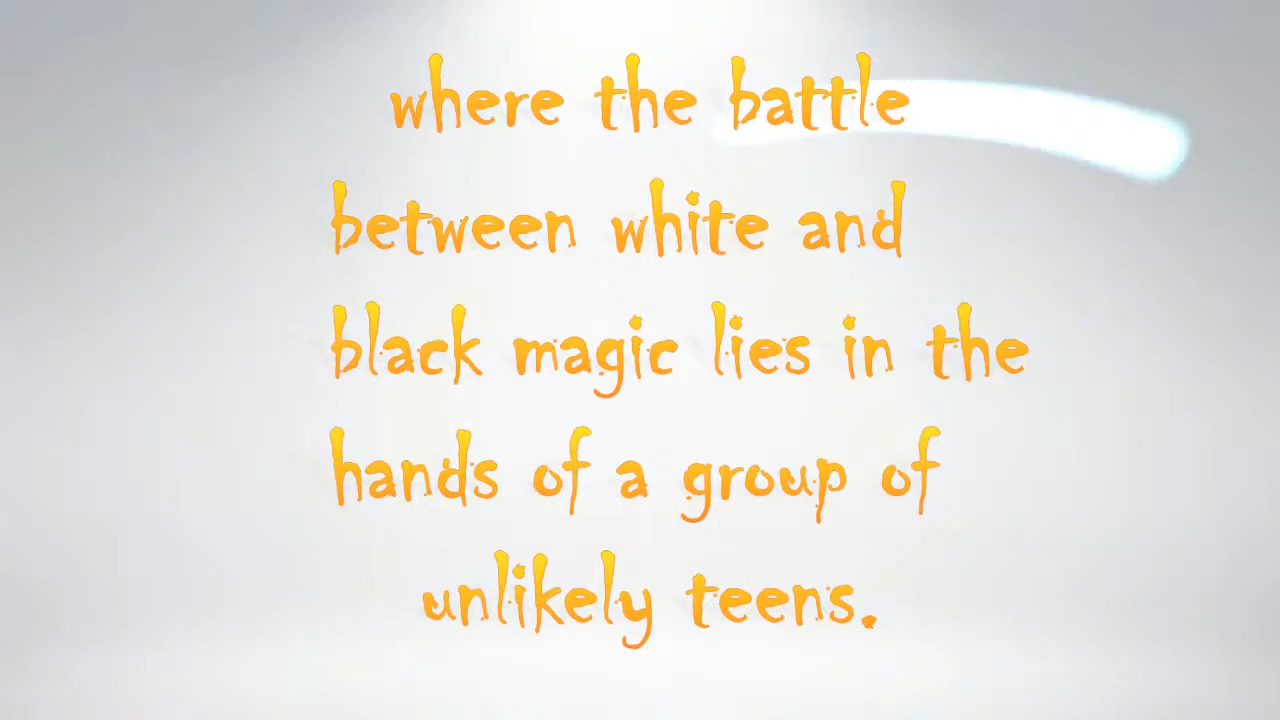 where the battle
between white and
black magic lies in the
hands of a group of
unlikely teens.